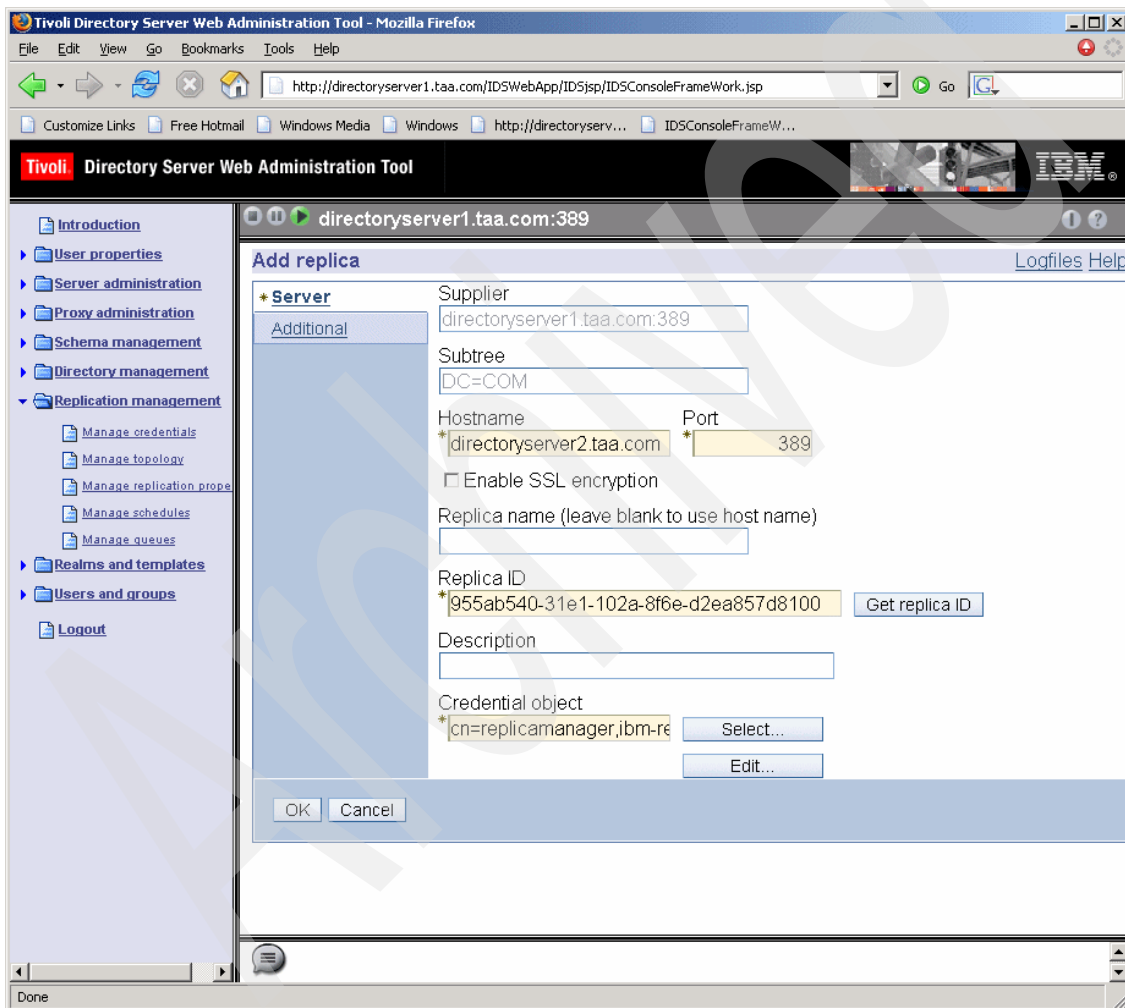 Tivoli Directory Server Web Administration Tool - Mozilla Firefox
File Edit View Go Bookmarks Tools Help
http://directoryserver1.taa.com/IDSWebApp/IDSjsp/IDSConsoleFrameWork.jsp Go G
Customize Links Free Hotmail Windows Media Windows http://directoryserv... IDSConsoleFrameW...
Tivoli. Directory Server Web Administration Tool IBM®
Introduction
User properties
Server administration
Proxy administration
Schema management
Directory management
Replication management
Manage credentials
Manage topology
Manage replication prope
Manage schedules
Manage queues
Realms and templates
Users and groups
Logout
directoryserver1.taa.com:389
Add replica Logfiles Help
* Server
Additional
Supplier
directoryserver1.taa.com:389
Subtree
DC=COM
Hostname Port
* directoryserver2.taa.com * 389
Enable SSL encryption
Replica name (leave blank to use host name)
Replica ID
* 955ab540-31e1-102a-8f6e-d2ea857d8100 Get replica ID
Description
Credential object
* cn=replicamanager,ibm-re Select...
Edit...
OK Cancel
Done
Archived